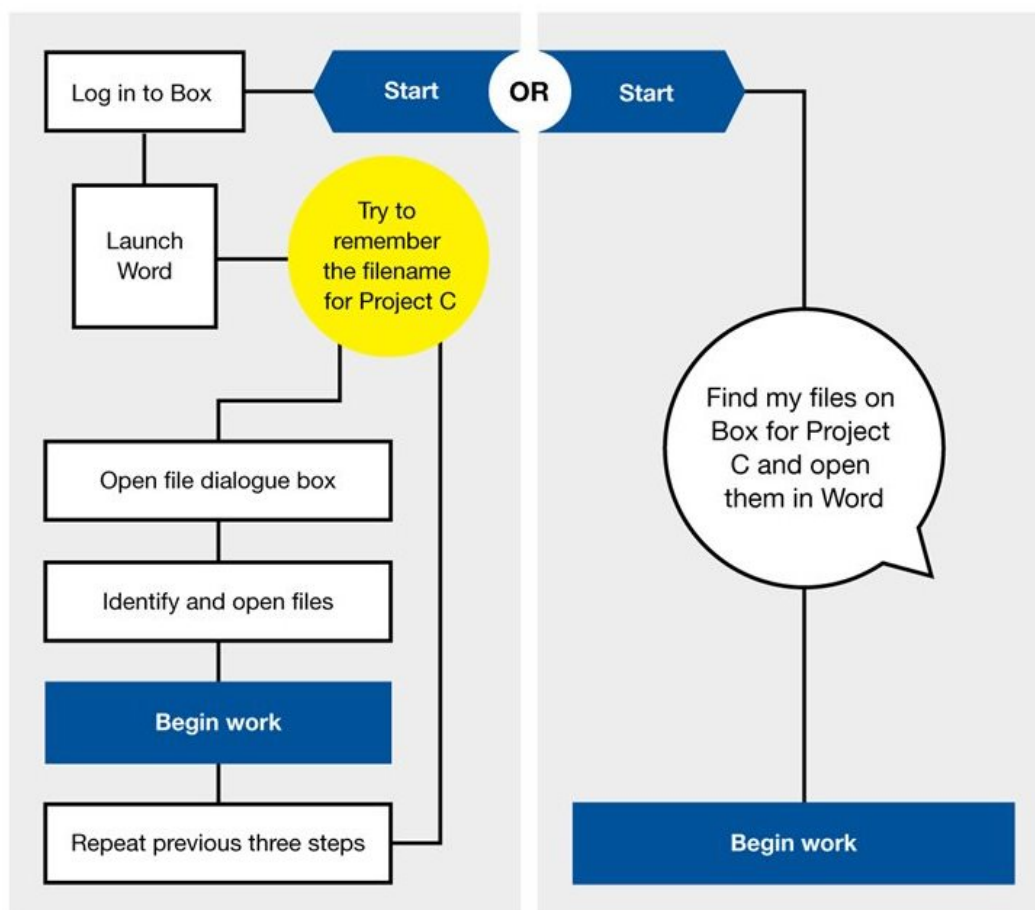 Start
OR
Start
Log in to Box
Launch
Word
Try to
remember
the filename
for Project C
Open file dialogue box
Identify and open files
Begin work
Repeat previous three steps
Find my files on
Box for Project
C and open
them in Word
Begin work